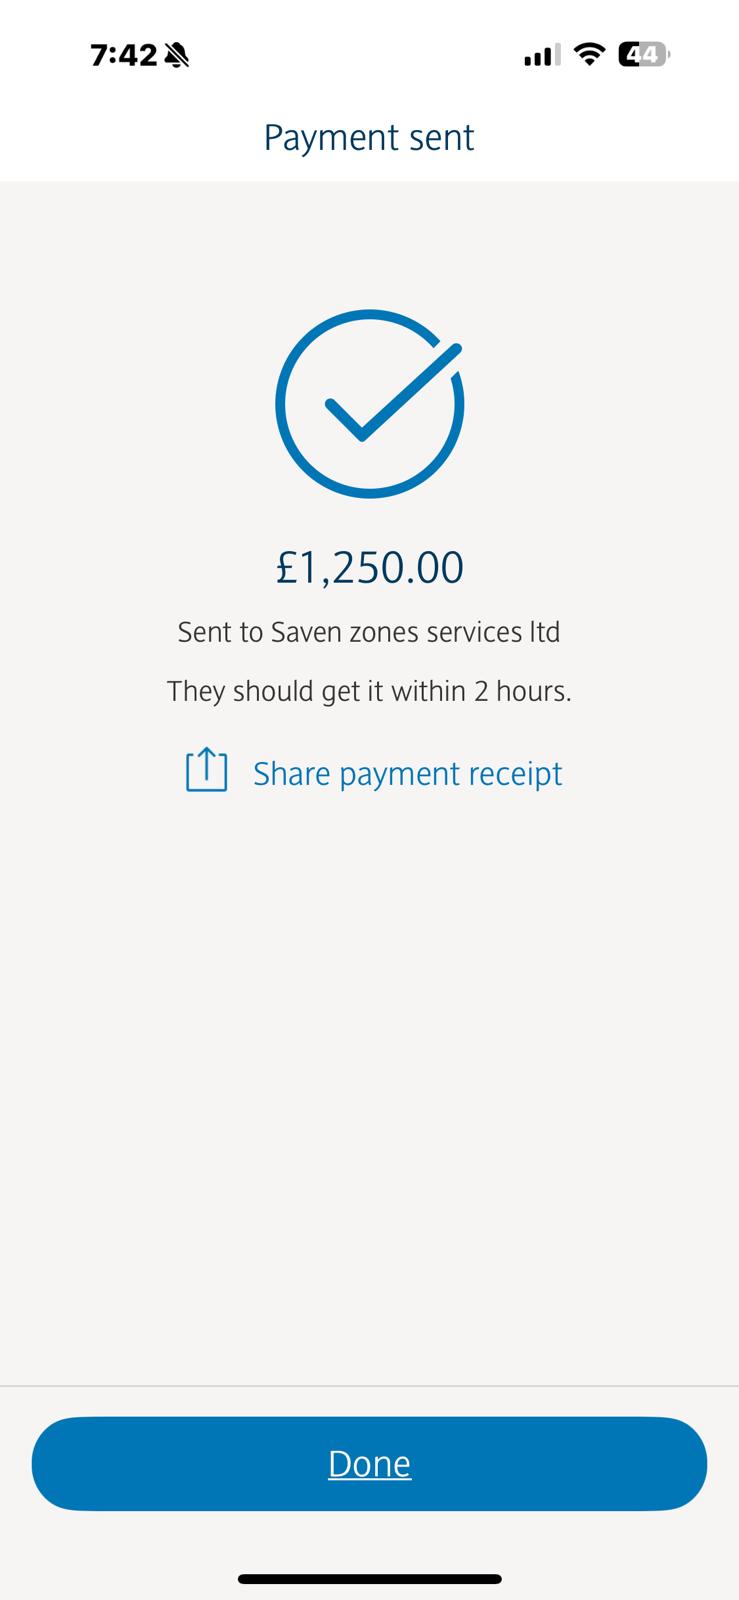 7:42
44
Payment sent
£1,250.00
Sent to Saven zones services ltd
They should get it within 2 hours.
Share payment receipt
Done